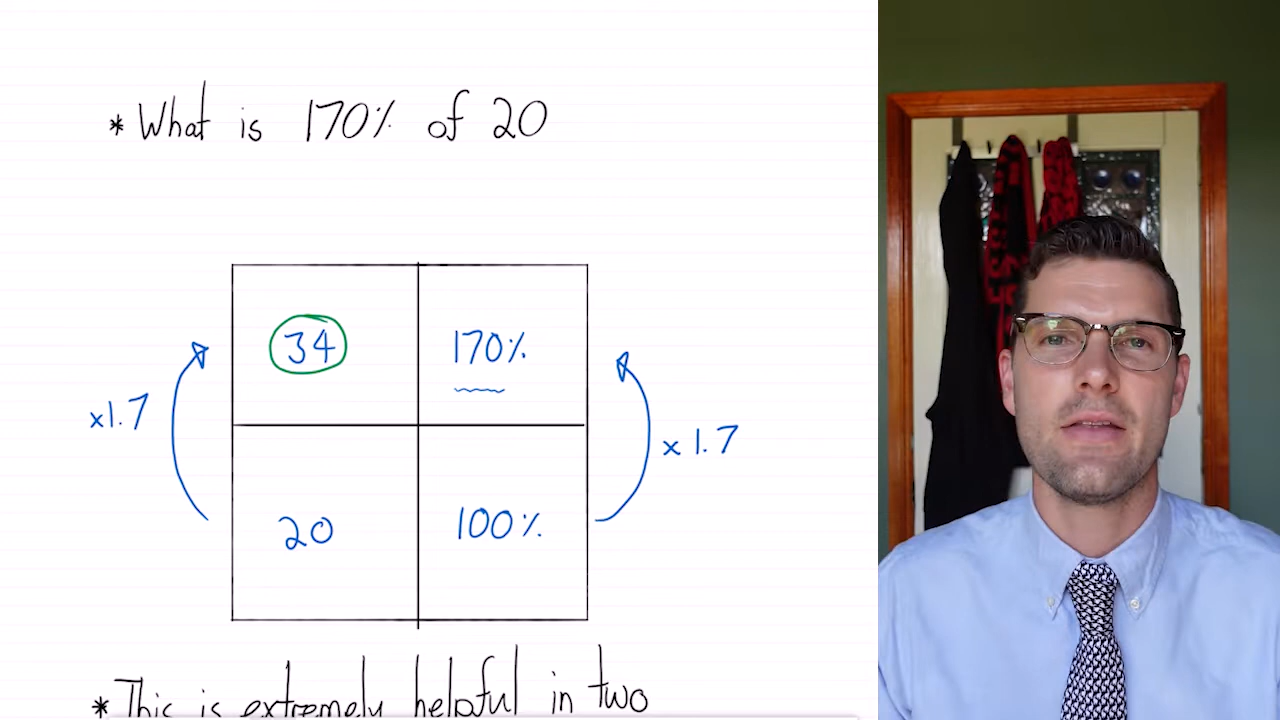 * What is 170% of 20
34 170%
x1.7 x 1.7
20 100%
* This is extremely helpful in two